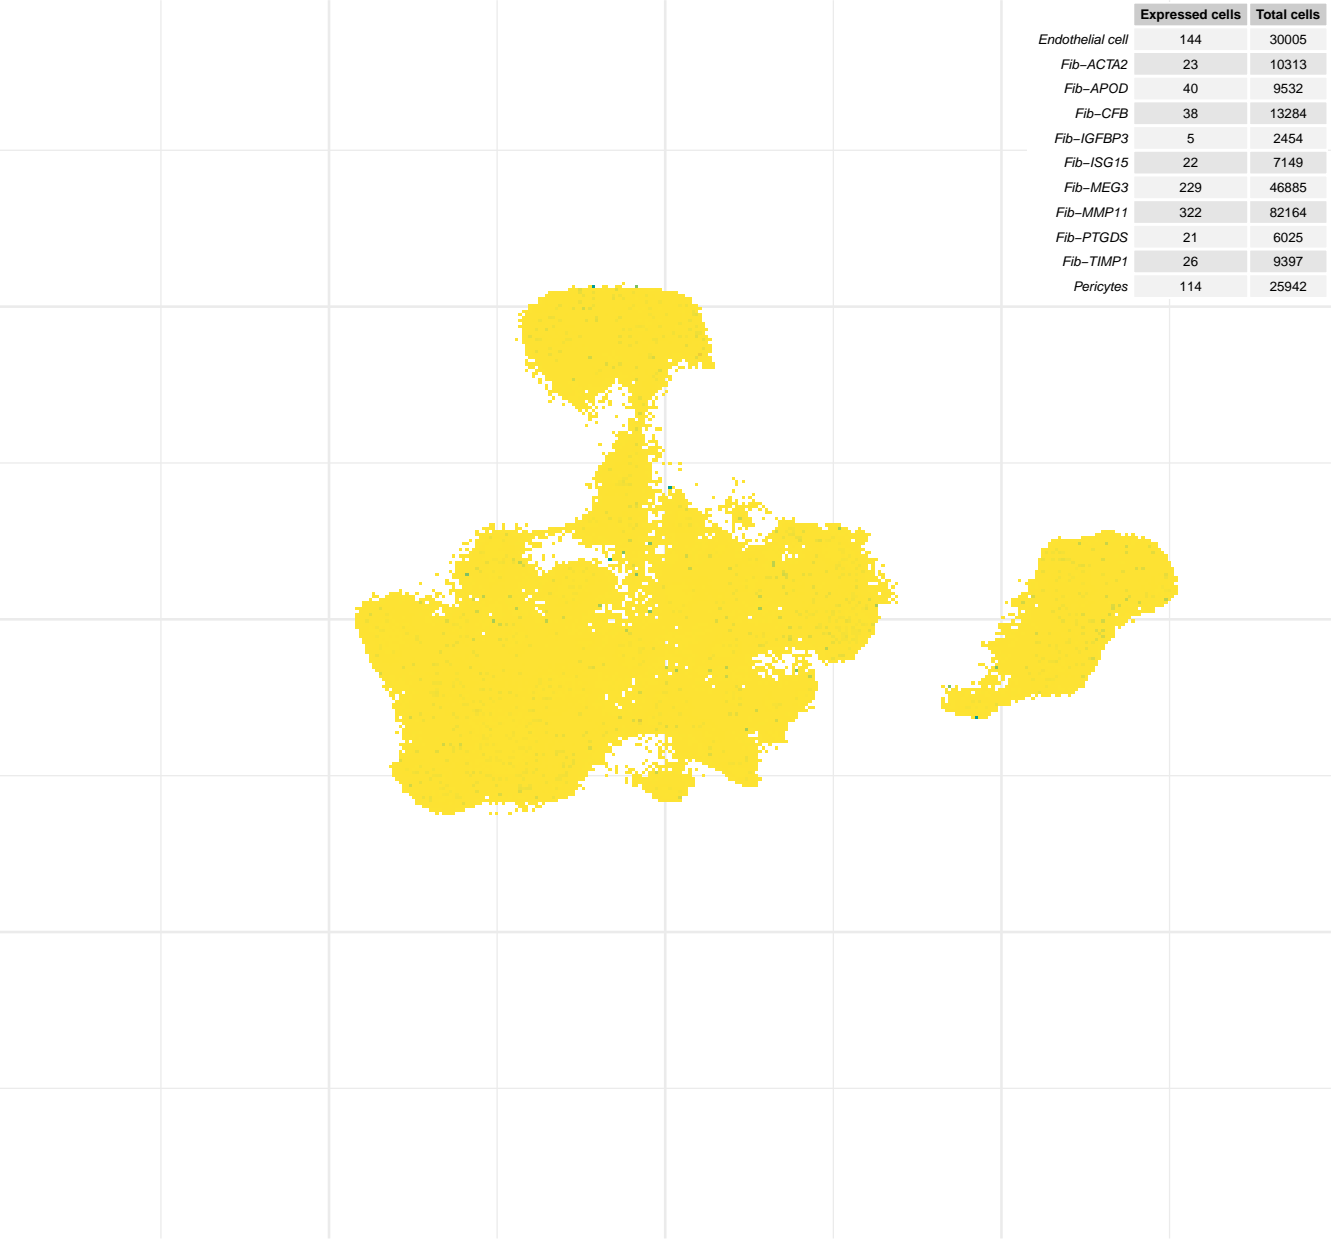 Expressed cells Total cells
Endothelial cell 144 30005
Fib−ACTA2 23 10313
Fib−APOD 40 9532
Fib−CFB 38 13284
Fib−IGFBP3 5 2454
Fib−ISG15 22 7149
Fib−MEG3 229 46885
Fib−MMP11 322 82164
Fib−PTGDS 21 6025
Fib−TIMP1 26 9397
Pericytes 114 25942